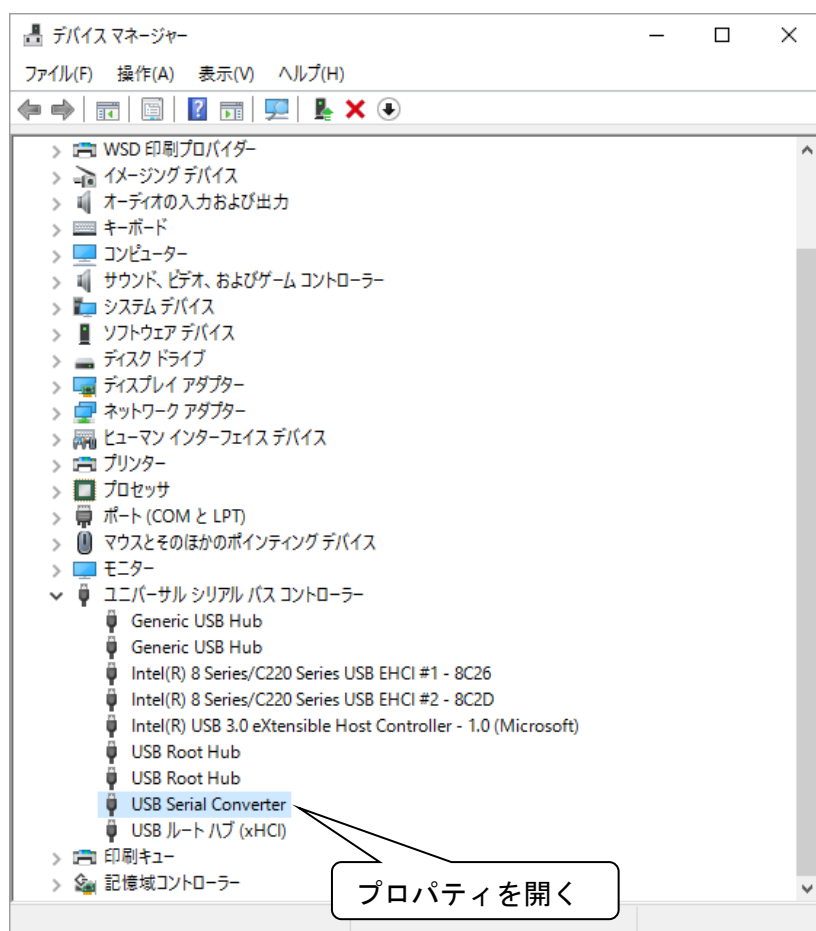 デバイス マネージャー
ファイル(F) 操作(A) 表示(V) ヘルプ(H)
WSD 印刷プロバイダー
イメージング デバイス
オーディオの入力および出力
キーボード
コンピューター
サウンド、ビデオ、およびゲーム コントローラー
システム デバイス
ソフトウェア デバイス
ディスク ドライブ
ディスプレイ アダプター
ネットワーク アダプター
ヒューマン インターフェイス デバイス
プリンター
プロセッサ
ポート (COM と LPT)
マウスとそのほかのポインティング デバイス
モニター
ユニバーサル シリアル バス コントローラー
Generic USB Hub
Generic USB Hub
Intel(R) 8 Series/C220 Series USB EHCI #1 - 8C26
Intel(R) 8 Series/C220 Series USB EHCI #2 - 8C2D
Intel(R) USB 3.0 eXtensible Host Controller - 1.0 (Microsoft)
USB Root Hub
USB Root Hub
USB Serial Converter
USB ルート ハブ (xHCI)
印刷キュー
記憶域コントローラー
プロパティを開く